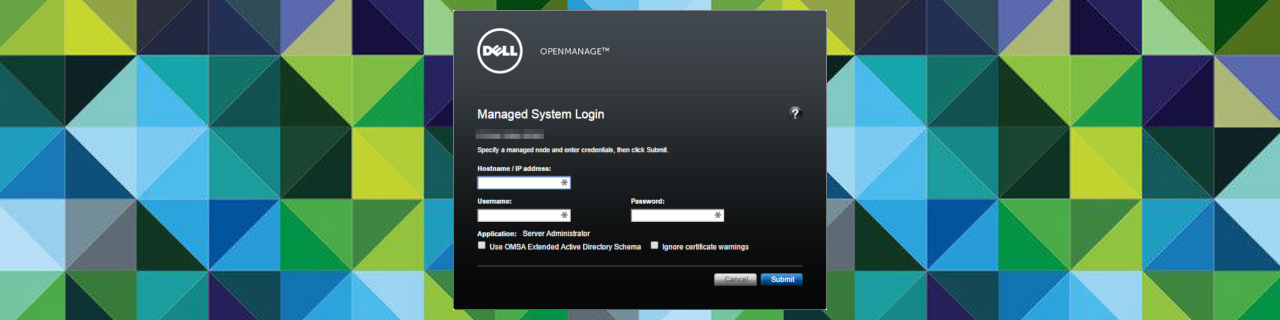 DELL
OPENMANAGE™
Managed System Login
?
Specify a managed node and enter credentials, then click Submit.
Hostname / IP address:
*
Username: Password:
* *
Application: Server Administrator
Use OMSA Extended Active Directory Schema Ignore certificate warnings
Cancel Submit